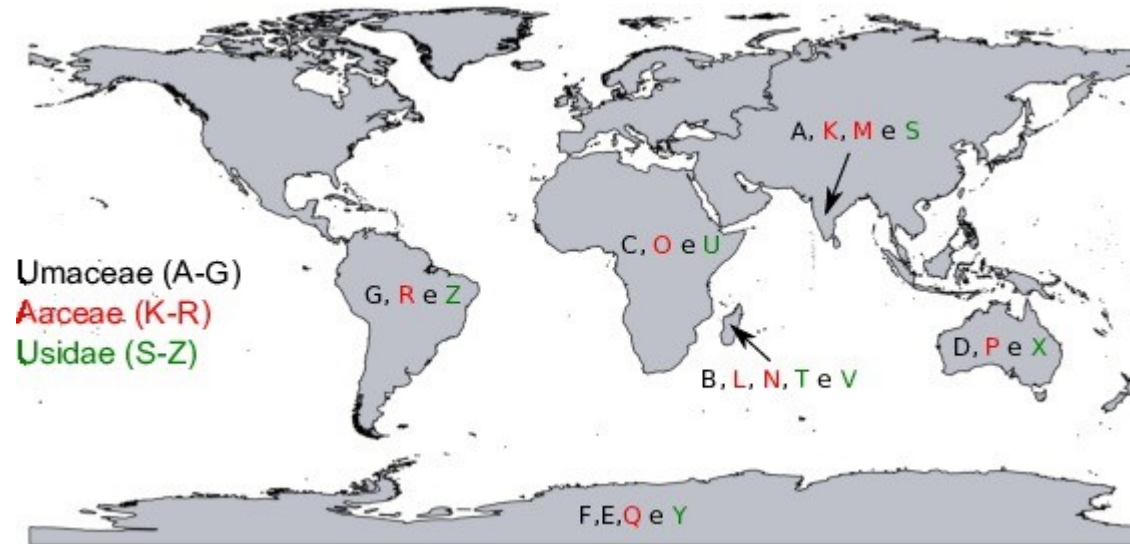 A, K, M e S
C, O e U
Umaceae (A-G)
Aaceae (K-R)
Usidae (S-Z)
G, R e Z
D, P e X
B, L, N, T e V
F,E,Q e Y